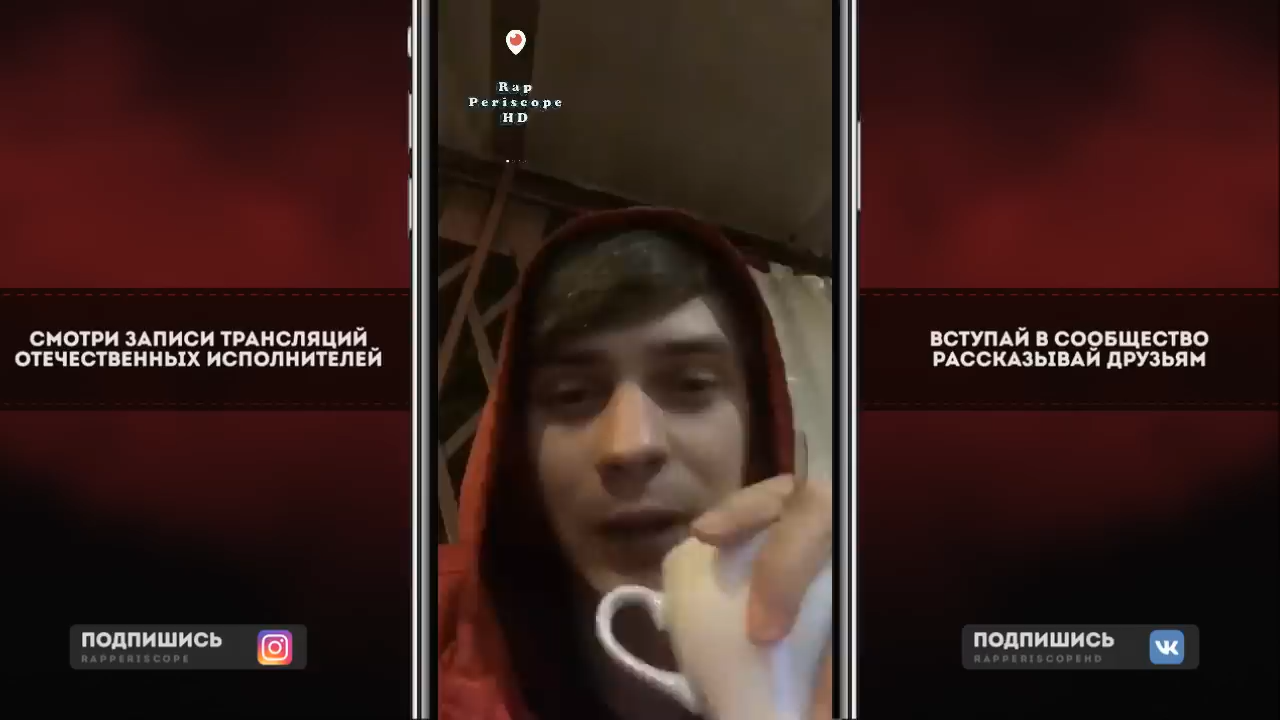 Rap
Periscope
HD
СМОТРИ ЗАПИСИ ТРАНСЛЯЦИЙ
ОТЕЧЕСТВЕННЫХ ИСПОЛНИТЕЛЕЙ
ВСТУПАЙ В СООБЩЕСТВО
РАССКАЗЫВАЙ ДРУЗЬЯМ
ПОДПИШИСЬ
RAPPERISCOPE
ПОДПИШИСЬ
RAPPERISCOPEHD